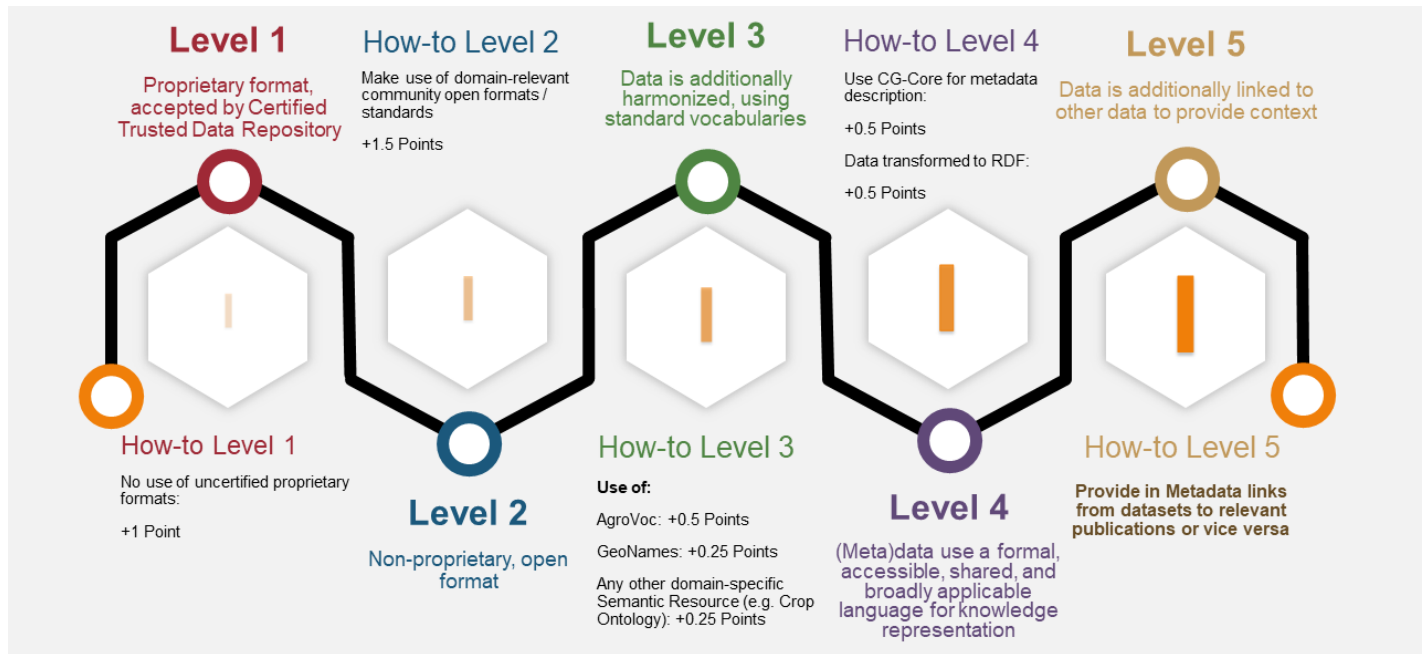 Level 1
Proprietary format,
accepted by Certified
Trusted Data Repository
How-to Level 1
No use of uncertified proprietary
formats:
+1 Point
How-to Level 2
Make use of domain-relevant
community open formats /
standards
+1.5 Points
Level 2
Non-proprietary, open
format
Level 3
Data is additionally
harmonized, using
standard vocabularies
How-to Level 3
Use of:
AgroVoc: +0.5 Points
GeoNames: +0.25 Points
Any other domain-specific
Semantic Resource (e.g. Crop
Ontology): +0.25 Points
How-to Level 4
Use CG-Core for metadata
description:
+0.5 Points
Data transformed to RDF:
+0.5 Points
Level 4
(Meta)data use a formal,
accessible, shared, and
broadly applicable
language for knowledge
representation
Level 5
Data is additionally linked to
other data to provide context
How-to Level 5
Provide in Metadata links
from datasets to relevant
publications or vice versa
I
I
I
I
I